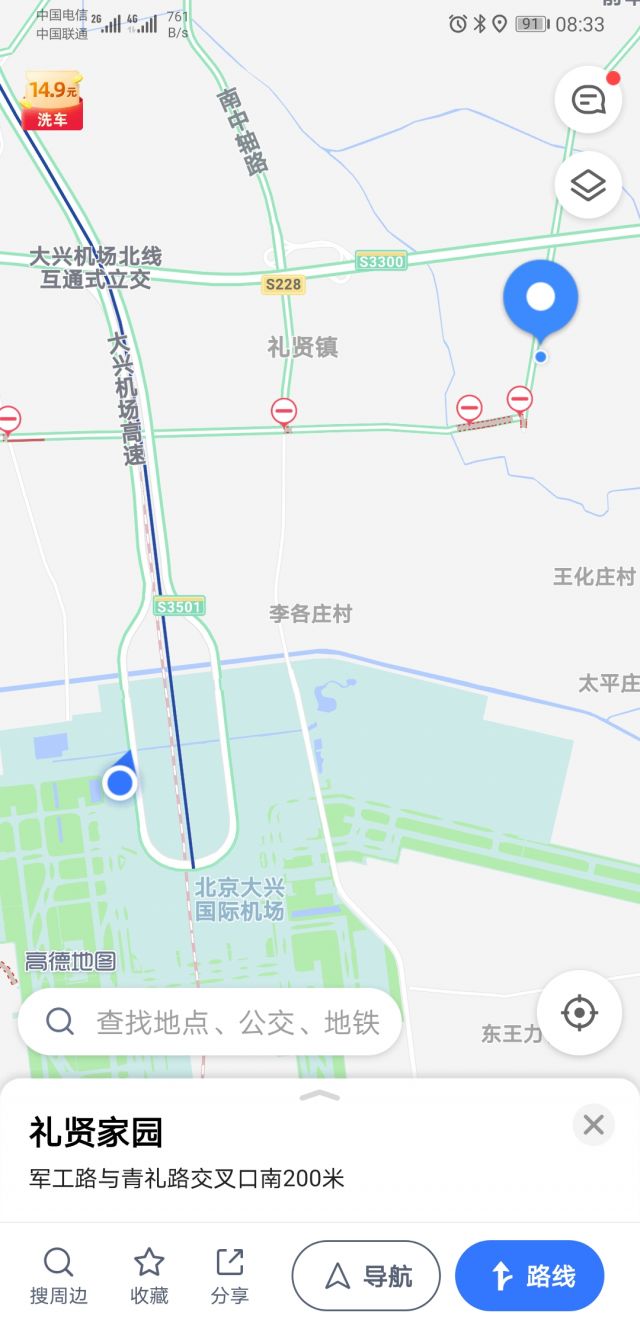 中国电信 2G 4G 761
中国联通 B/s
91 08:33
14.9元
洗车
南中轴路
大兴机场北线
互通式立交
S3300
S228
礼贤镇
大兴机场高速
王化庄村
S3501
李各庄村
太平庄
北京大兴
国际机场
高德地图
查找地点、公交、地铁
东王力
礼贤家园
军工路与青礼路交叉口南200米
搜周边
收藏
分享
导航
路线